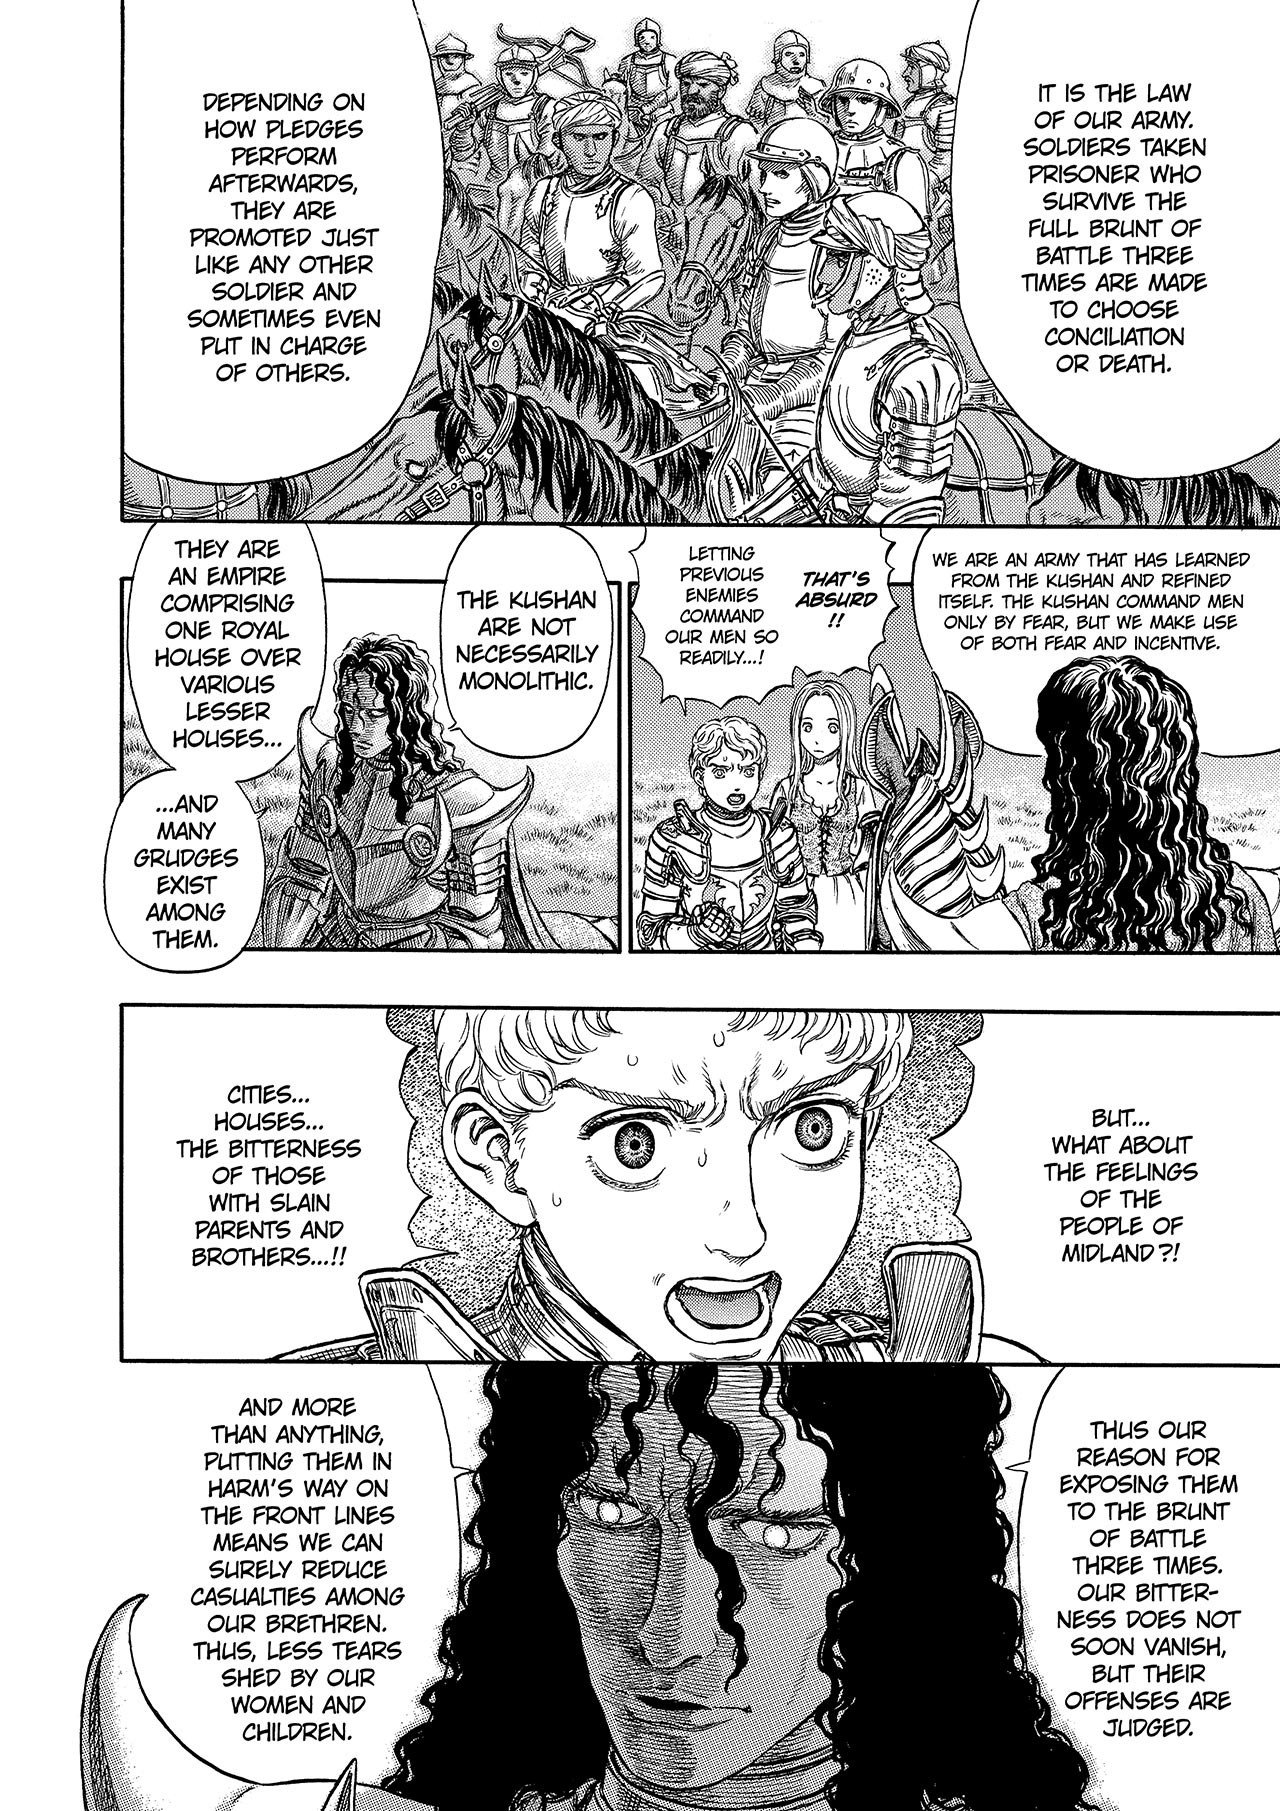 IT IS THE LAW
OF OUR ARMY.
SOLDIERS TAKEN
PRISONER WHO
SURVIVE THE
FULL BRUNT OF
BATTLE THREE
TIMES ARE MADE
TO CHOOSE
CONCILIATION
OR DEATH.
DEPENDING ON
HOW PLEDGES
PERFORM
AFTERWARDS,
THEY ARE
PROMOTED JUST
LIKE ANY OTHER
SOLDIER AND
SOMETIMES EVEN
PUT IN CHARGE
OF OTHERS.
WE ARE AN ARMY THAT HAS LEARNED
FROM THE KUSHAN AND REFINED
ITSELF. THE KUSHAN COMMAND MEN
ONLY BY FEAR, BUT WE MAKE USE
OF BOTH FEAR AND INCENTIVE.
THAT'S
ABSURD
!!
LETTING
PREVIOUS
ENEMIES
COMMAND
OUR MEN SO
READILY...!
THE KUSHAN
ARE NOT
NECESSARILY
MONOLITHIC.
THEY ARE
AN EMPIRE
COMPRISING
ONE ROYAL
HOUSE OVER
VARIOUS
LESSER
HOUSES...
...AND
MANY
GRUDGES
EXIST
AMONG
THEM.
BUT...
WHAT ABOUT
THE FEELINGS
OF THE
PEOPLE OF
MIDLAND?!
CITIES...
HOUSES...
THE BITTERNESS
OF THOSE
WITH SLAIN
PARENTS AND
BROTHERS...!!
THUS OUR
REASON FOR
EXPOSING THEM
TO THE BRUNT
OF BATTLE
THREE TIMES.
OUR BITTER-
NESS DOES NOT
SOON VANISH,
BUT THEIR
OFFENSES ARE
JUDGED.
AND MORE
THAN ANYTHING,
PUTTING THEM IN
HARM'S WAY ON
THE FRONT LINES
MEANS WE CAN
SURELY REDUCE
CASUALTIES AMONG
OUR BRETHREN.
THUS, LESS TEARS
SHED BY OUR
WOMEN AND
CHILDREN.